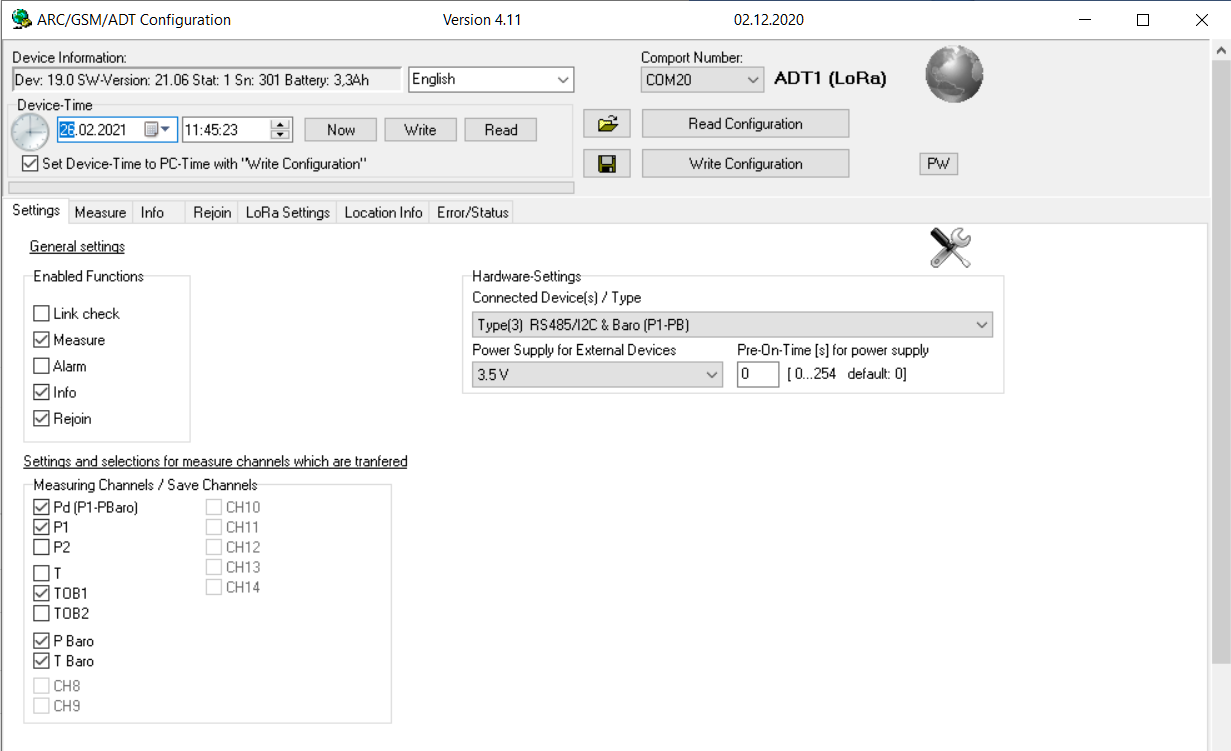 ARC/GSM/ADT Configuration Version 4.11 02.12.2020
Device Information:
Dev: 19.0 SW-Version: 21.06 Stat: 1 Sn: 301 Battery: 3,3Ah
English
Comport Number:
COM20
ADT1 (LoRa)
Device-Time
26.02.2021
11:45:23
Now
Write
Read
Set Device-Time to PC-Time with "Write Configuration"
Read Configuration
Write Configuration
PW
Settings Measure Info Rejoin LoRa Settings Location Info Error/Status
General settings
Enabled Functions
Link check
Measure
Alarm
Info
Rejoin
Hardware-Settings
Connected Device(s) / Type
Type(3) RS485/I2C & Baro (P1-PB)
Power Supply for External Devices
3.5 V
Pre-On-Time [s] for power supply
0 [ 0...254 default: 0]
Settings and selections for measure channels which are tranfered
Measuring Channels / Save Channels
Pd (P1-PBaro)
P1
P2
T
TOB1
TOB2
P Baro
T Baro
CH8
CH9
CH10
CH11
CH12
CH13
CH14